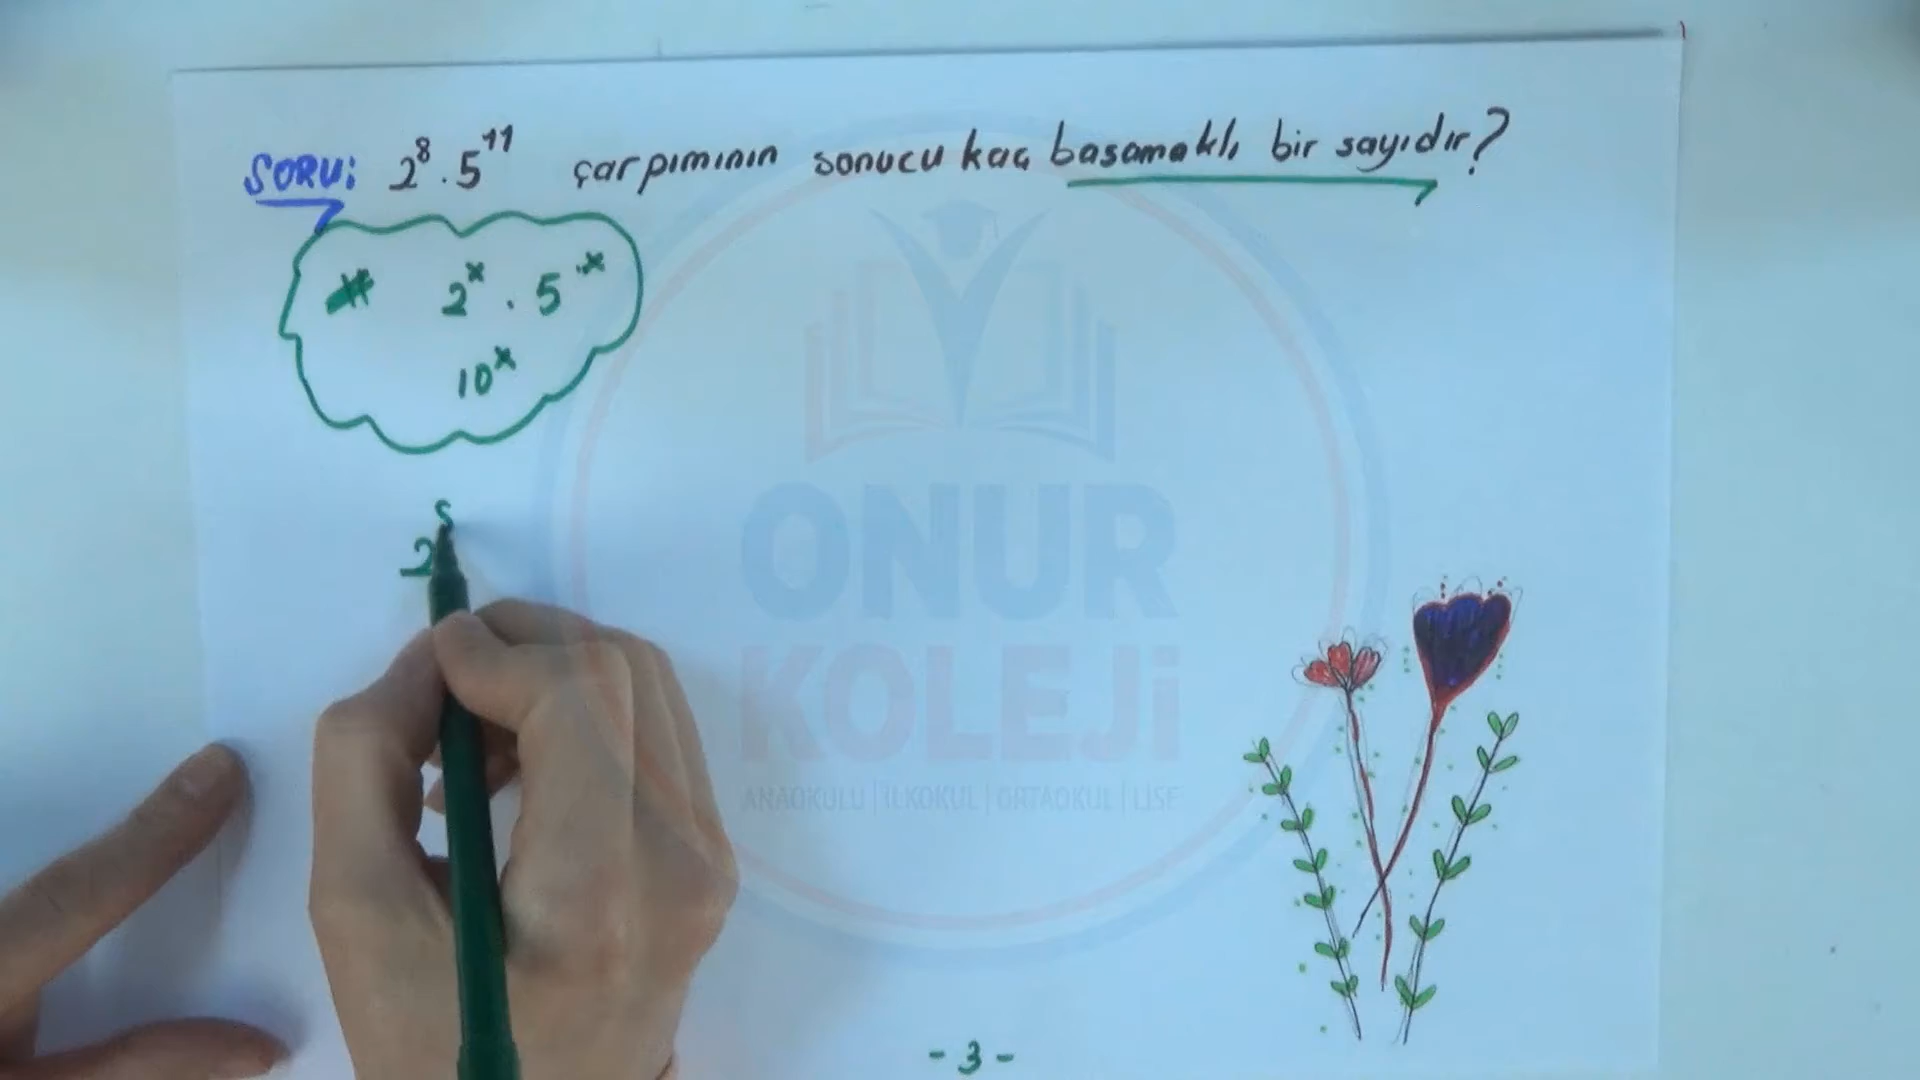 SORU: 2⁸ . 5¹¹ çarpımının sonucu kaç basamaklı bir sayıdır?
* 2ˣ . 5ˣ
10ˣ
2
ONUR
KOLEJİ
ANAOKULU | İLKOKUL | ORTAOKUL | LİSE
- 3 -